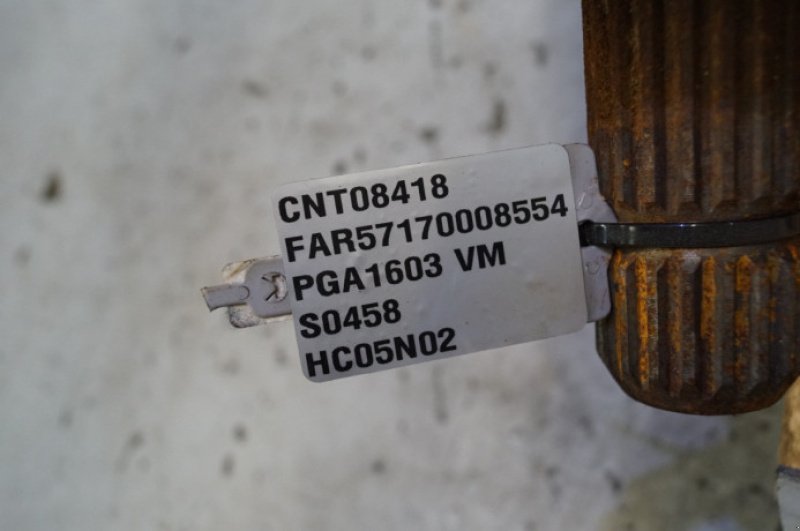 CNT08418
FAR57170008554
PGA1603 VM
S0458
HC05N02